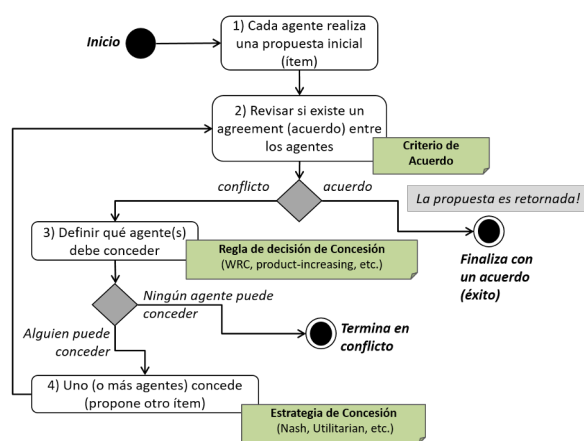 Inicio
1) Cada agente realiza
una propuesta inicial
(ítem)
2) Revisar si existe un
agreement (acuerdo) entre
los agentes
Criterio de
Acuerdo
conflicto
acuerdo
La propuesta es retornada!
3) Definir qué agente(s)
debe conceder
Regla de decisión de Concesión
(WRC, product-increasing, etc.)
Finaliza con
un acuerdo
(éxito)
Ningún agente puede
conceder
Alguien puede
conceder
Termina en
conflicto
4) Uno (o más agentes) concede
(propone otro ítem)
Estrategia de Concesión
(Nash, Utilitarian, etc.)